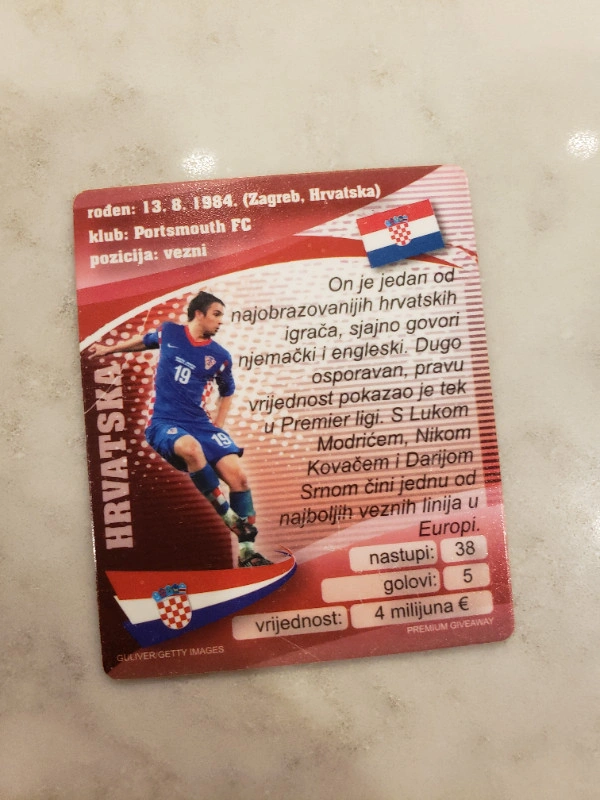 rođen: 13. 8. 1984. (Zagreb, Hrvatska)
klub: Portsmouth FC
pozicija: vezni
On je jedan od
najobrazovanijih hrvatskih
igrača, sjajno govori
njemački i engleski. Dugo
osporavan, pravu
vrijednost pokazao je tek
u Premier ligi. S Lukom
Modrićem, Nikom
Kovačem i Darijom
Srnom čini jednu od
najboljih veznih linija u
Europi.
HRVATSKA
19
19
nastupi: 38
golovi: 5
vrijednost: 4 milijuna €
GULIVER/GETTY IMAGES
PREMIUM GIVEAWAY